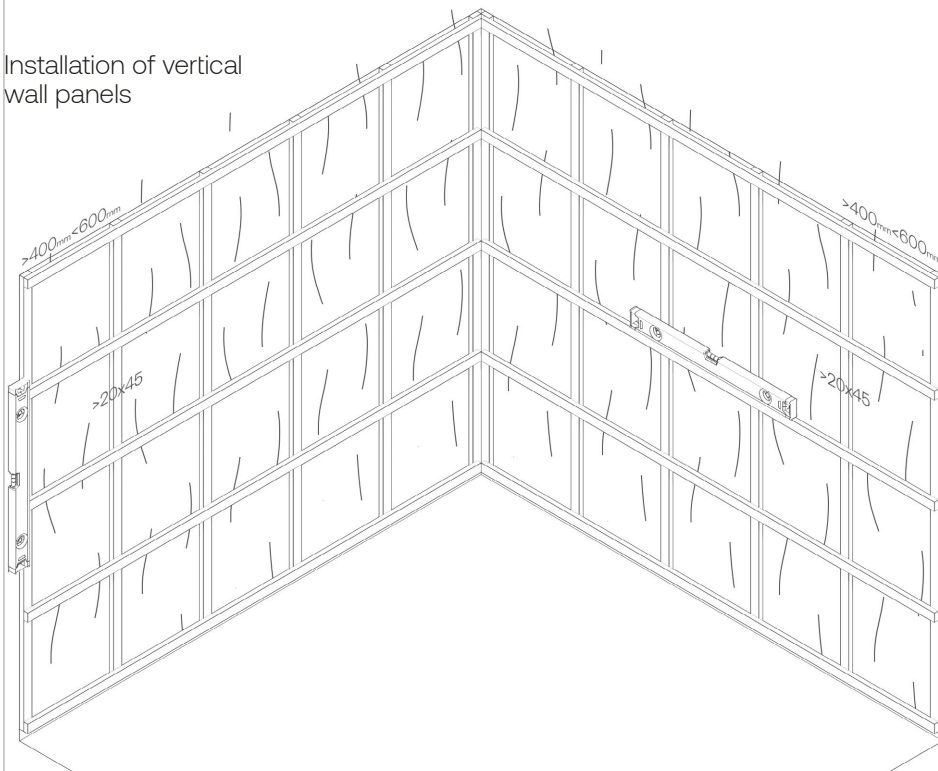 Installation of vertical
wall panels
>400mm<600mm
>400mm<600mm
>20x45
>20x45